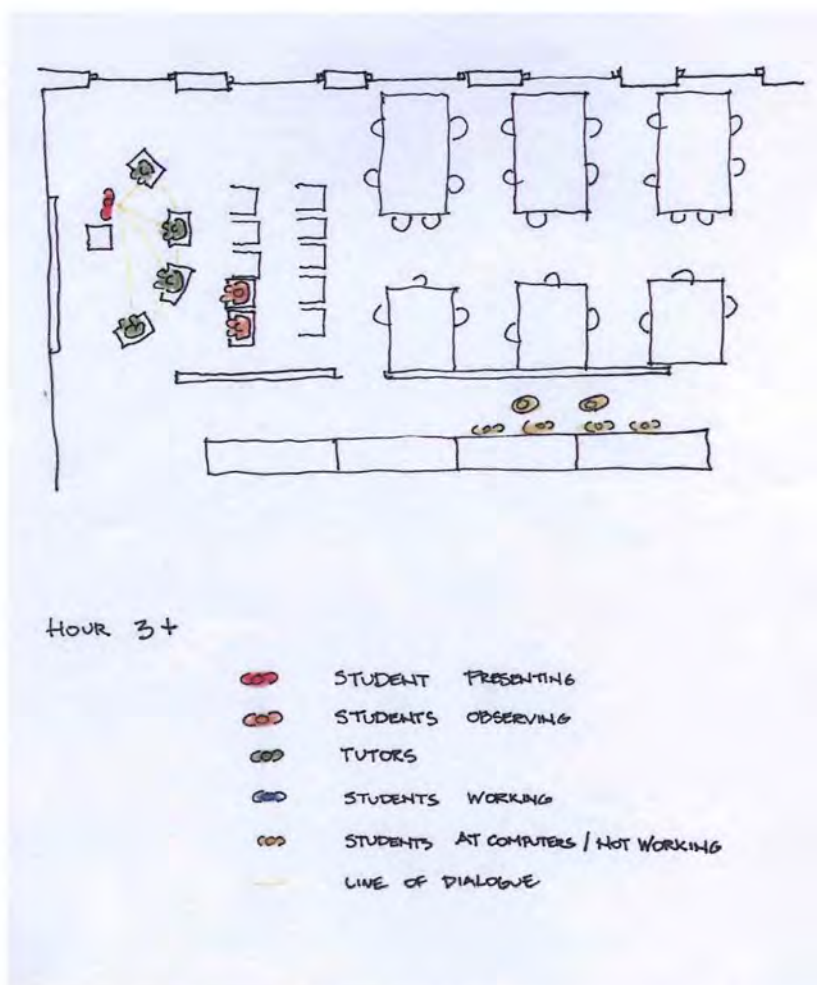 HOUR 3+
STUDENT PRESENTING
STUDENTS OBSERVING
TUTORS
STUDENTS WORKING
STUDENTS AT COMPUTERS / NOT WORKING
LINE OF DIALOGUE